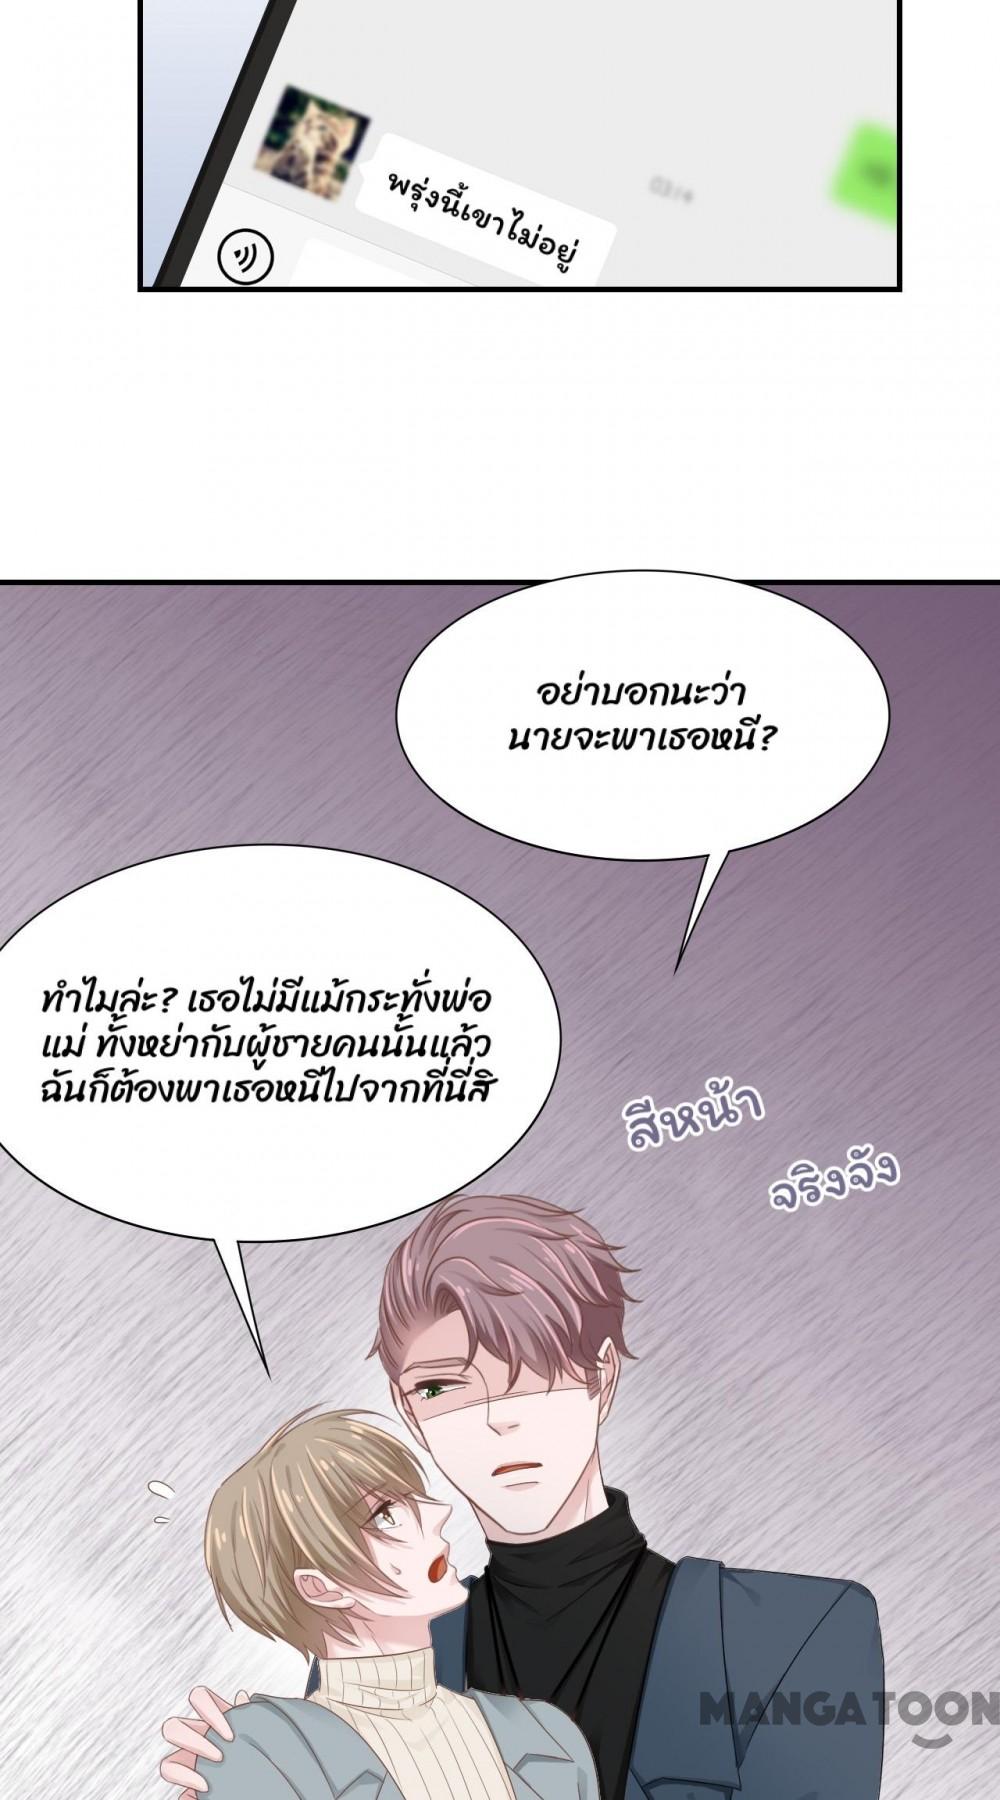 0314
พรุ่งนี้เขาไม่อยู่
อย่าบอกนะว่า
นายจะพาเธอหนี?
ทำไมล่ะ? เธอไม่มีแม้กระทั่งพ่อ
แม่ ทั้งหย่ากับผู้ชายคนนั้นแล้ว
ฉันก็ต้องพาเธอหนีไปจากที่นี่สิ
สีหน้า
จริงจัง
MANGATOON